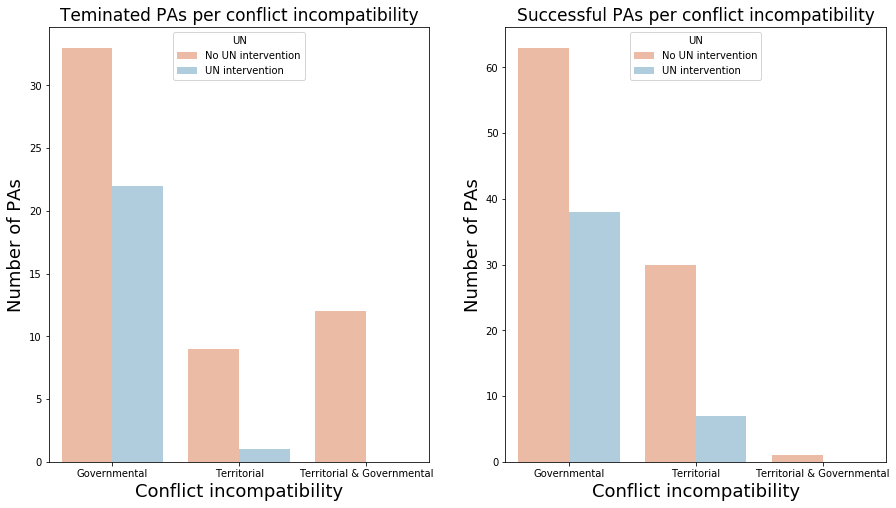 Teminated PAs per conflict incompatibility
UN
No UN intervention
UN intervention
30
25
20
15
10
5
0
Number of PAs
Governmental
Territorial
Territorial & Governmental
Conflict incompatibility
Successful PAs per conflict incompatibility
UN
No UN intervention
UN intervention
60
50
40
30
20
10
0
Number of PAs
Governmental
Territorial
Territorial & Governmental
Conflict incompatibility